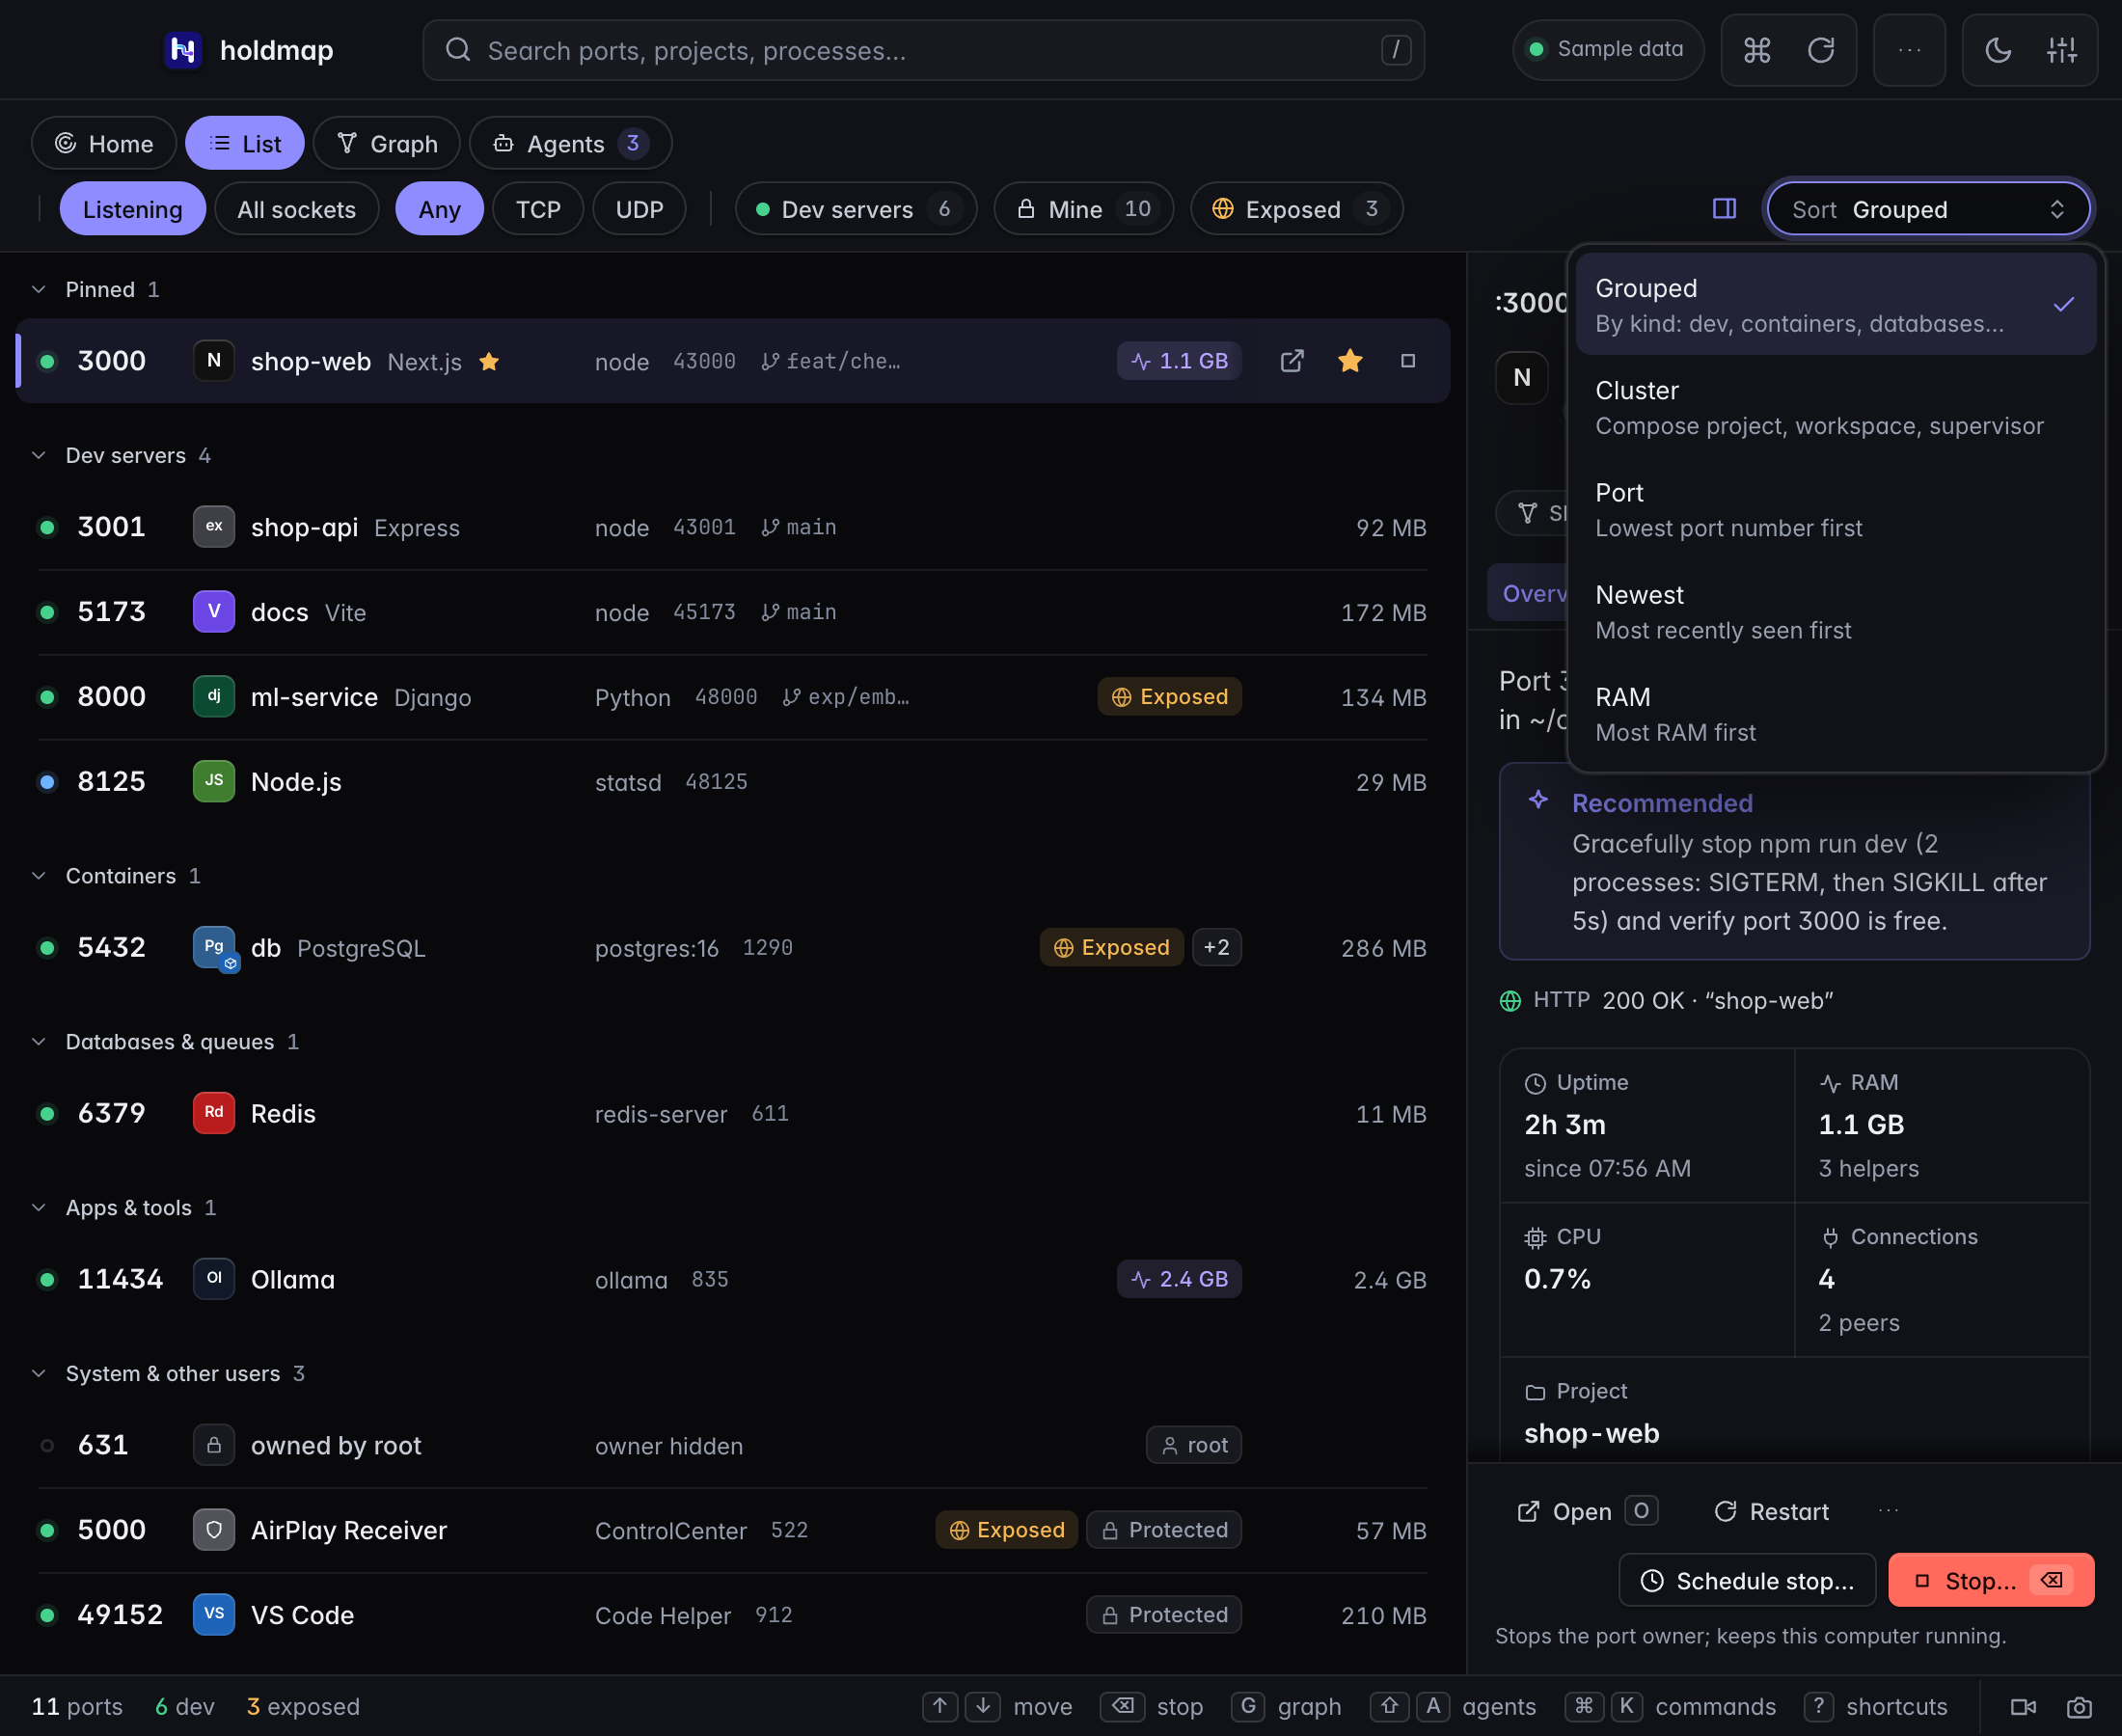 holdmap
Search ports, projects, processes...
/
Sample data
Home
List
Graph
Agents 3
Listening
All sockets
Any
TCP
UDP
Dev servers 6
Mine 10
Exposed 3
Sort Grouped
Grouped
By kind: dev, containers, databases...
Cluster
Compose project, workspace, supervisor
Port
Lowest port number first
Newest
Most recently seen first
RAM
Most RAM first
Pinned 1
3000 N shop-web Next.js node 43000 feat/che… 1.1 GB
Dev servers 4
3001 ex shop-api Express node 43001 main 92 MB
5173 V docs Vite node 45173 main 172 MB
8000 dj ml-service Django Python 48000 exp/emb… Exposed 134 MB
8125 JS Node.js statsd 48125 29 MB
Containers 1
5432 Pg db PostgreSQL postgres:16 1290 Exposed +2 286 MB
Databases & queues 1
6379 Rd Redis redis-server 611 11 MB
Apps & tools 1
11434 Ol Ollama ollama 835 2.4 GB 2.4 GB
System & other users 3
631 owned by root owner hidden root
5000 AirPlay Receiver ControlCenter 522 Exposed Protected 57 MB
49152 VS VS Code Code Helper 912 Protected 210 MB
:3000
N
Port
in
Recommended
Gracefully stop npm run dev (2
processes: SIGTERM, then SIGKILL after
5s) and verify port 3000 is free.
HTTP 200 OK · “shop-web”
Uptime
2h 3m
since 07:56 AM
RAM
1.1 GB
3 helpers
CPU
0.7%
Connections
4
2 peers
Project
shop-web
Open O
Restart
...
Schedule stop...
Stop...
Stops the port owner; keeps this computer running.
11 ports 6 dev 3 exposed
↑ ↓ move ⌫ stop G graph ⇧ A agents ⌘ K commands ? shortcuts